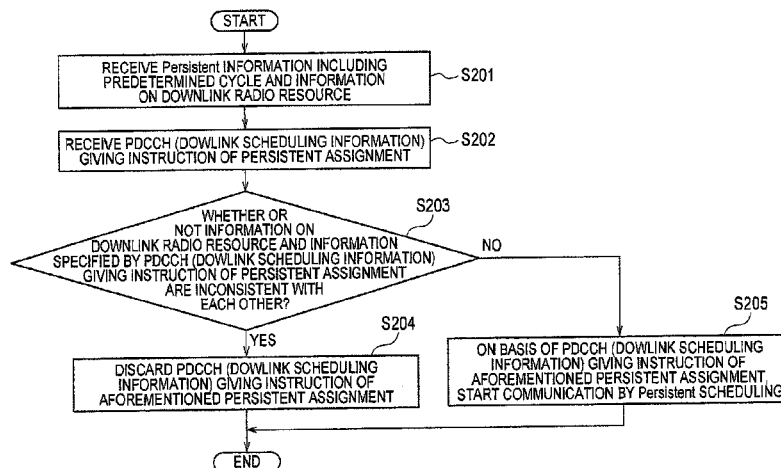 START
RECEIVE Persistent INFORMATION INCLUDING
PREDETERMINED CYCLE AND INFORMATION
ON DOWNLINK RADIO RESOURCE
S201
RECEIVE PDCCH (DOWLINK SCHEDULING INFORMATION)
GIVING INSTRUCTION OF PERSISTENT ASSIGNMENT
S202
WHETHER OR
NOT INFORMATION ON
DOWNLINK RADIO RESOURCE AND INFORMATION
SPECIFIED BY PDCCH (DOWLINK SCHEDULING INFORMATION)
GIVING INSTRUCTION OF PERSISTENT ASSIGNMENT
ARE INCONSISTENT WITH
EACH OTHER?
S203
NO
YES
S204
DISCARD PDCCH (DOWLINK SCHEDULING
INFORMATION) GIVING INSTRUCTION OF
AFOREMENTIONED PERSISTENT ASSIGNMENT
S205
ON BASIS OF PDCCH (DOWLINK SCHEDULING
INFORMATION) GIVING INSTRUCTION OF
AFOREMENTIONED PERSISTENT ASSIGNMENT,
START COMMUNICATION BY Persistent SCHEDULING
END